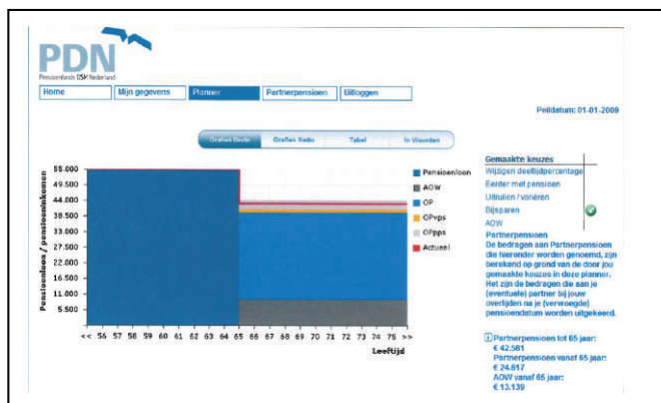 PDN
Pensioenfonds DSM Nederland
Home
Mijn gegevens
Planner
Partnerpensioen
Uitloggen
Peildatum: 01-01-2009
Grafiek Bruto
Grafiek Netto
Tabel
In Woorden
Pensioenloon / pensioeninkomen
55.000
49.500
44.000
38.500
33.000
27.500
16.500
11.000
5.500
<< 56 57 58 59 60 61 62 63 64 65 66 67 68 69 70 71 72 73 74 75 >>
Leeftijd
Pensioenloon
AOW
OP
OPvps
OPpps
Actueel
Gemaakte keuzes
Wijzigen deeltijdpercentage
Eerder met pensioen
Uitruilen / variëren
Bijsparen
AOW
Partnerpensioen
De bedragen aan Partnerpensioen
die hieronder worden genoemd, zijn
berekend op grond van de door jou
gemaakte keuzes in deze planner.
Het zijn de bedragen die aan je
(eventuele) partner bij jouw
overlijden na je (vervroegde)
pensioendatum worden uitgekeerd.
Partnerpensioen tot 65 jaar:
€ 42.581
Partnerpensioen vanaf 65 jaar:
€ 24.617
AOW vanaf 65 jaar:
€ 13.139